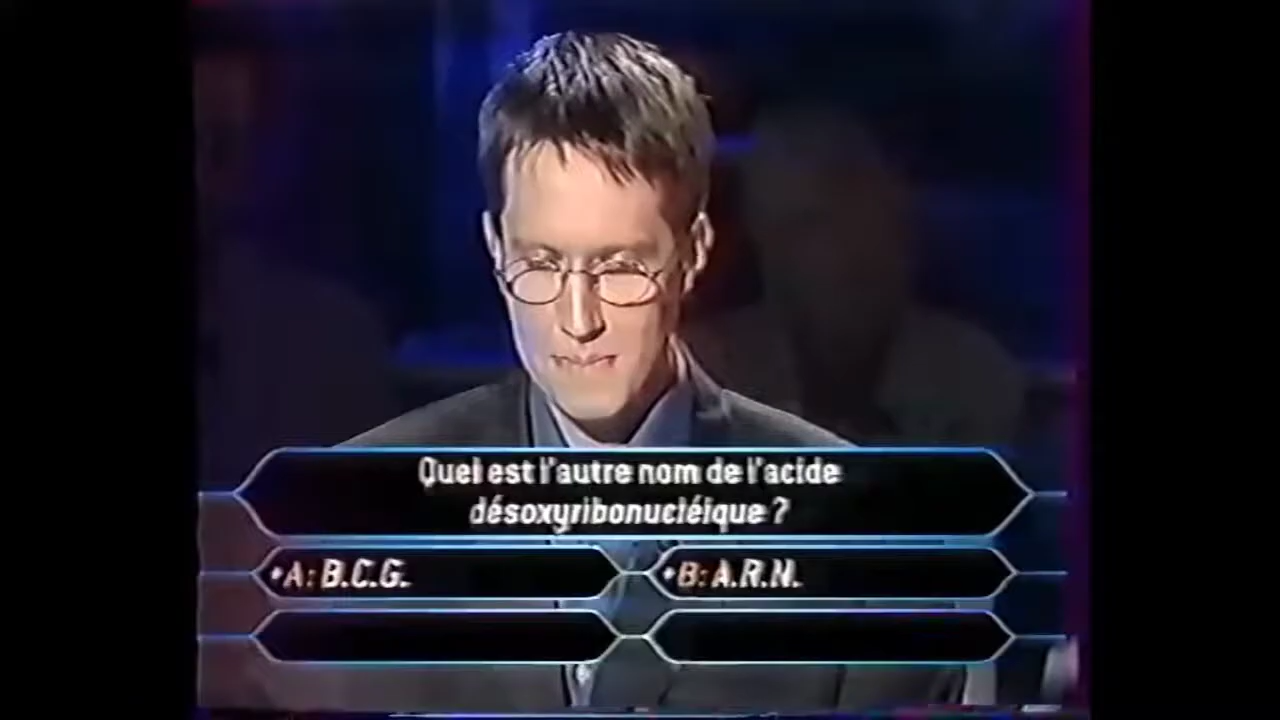 Quel est l'autre nom de l'acide
désoxyribonucléique ?
•A: B.C.G.
•B: A.R.N.